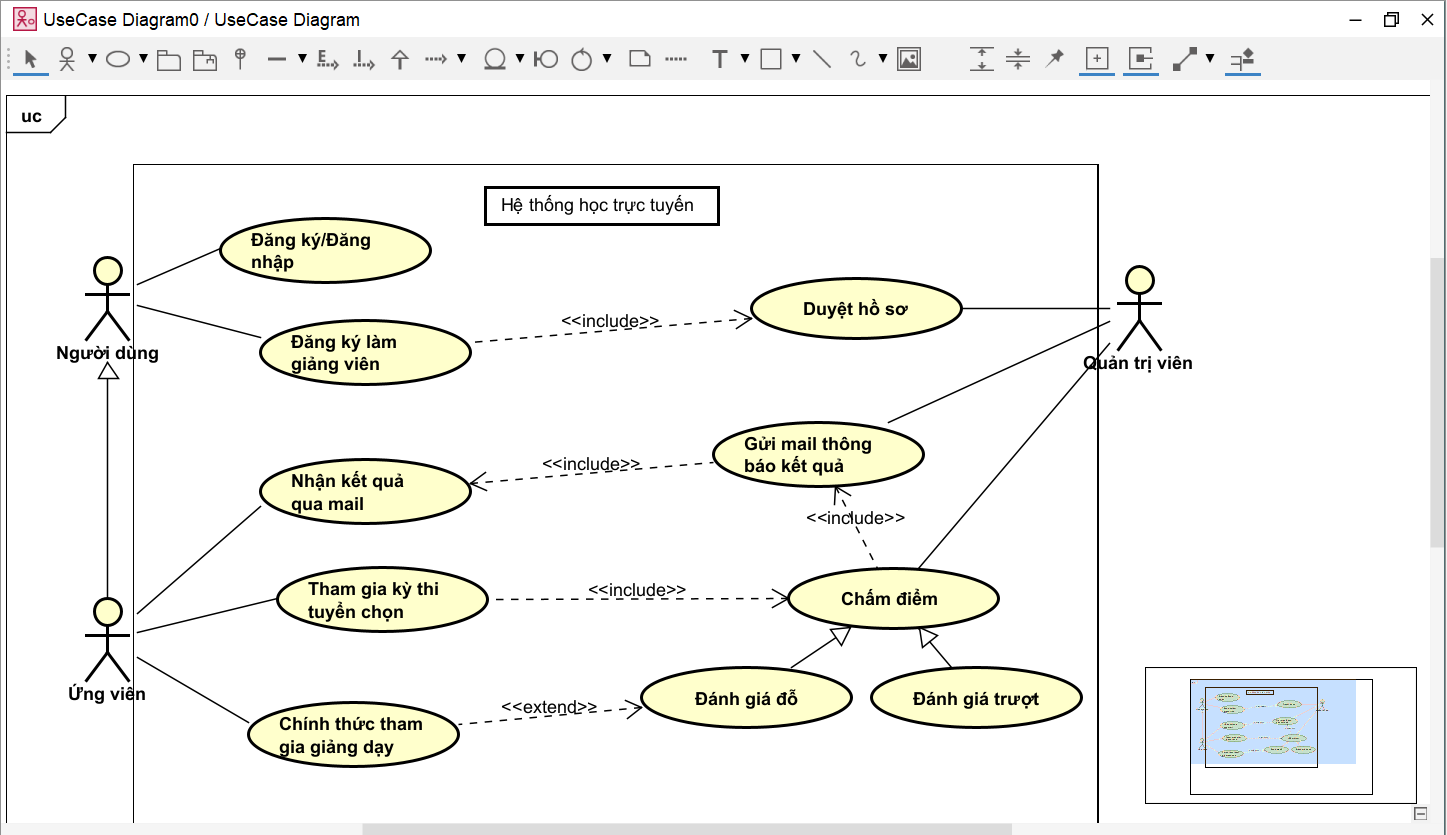 UseCase Diagram0 / UseCase Diagram
E
I
T
uc
Hệ thống học trực tuyến
Đăng ký/Đăng
nhập
Người dùng
Đăng ký làm
giảng viên
<<include>>
Duyệt hồ sơ
Quản trị viên
Gửi mail thông
báo kết quả
<<include>>
Nhận kết quả
qua mail
<<include>>
Tham gia kỳ thi
tuyển chọn
<<include>>
Chấm điểm
Ứng viên
Đánh giá đỗ
Đánh giá trượt
<<extend>>
Chính thức tham
gia giảng dạy